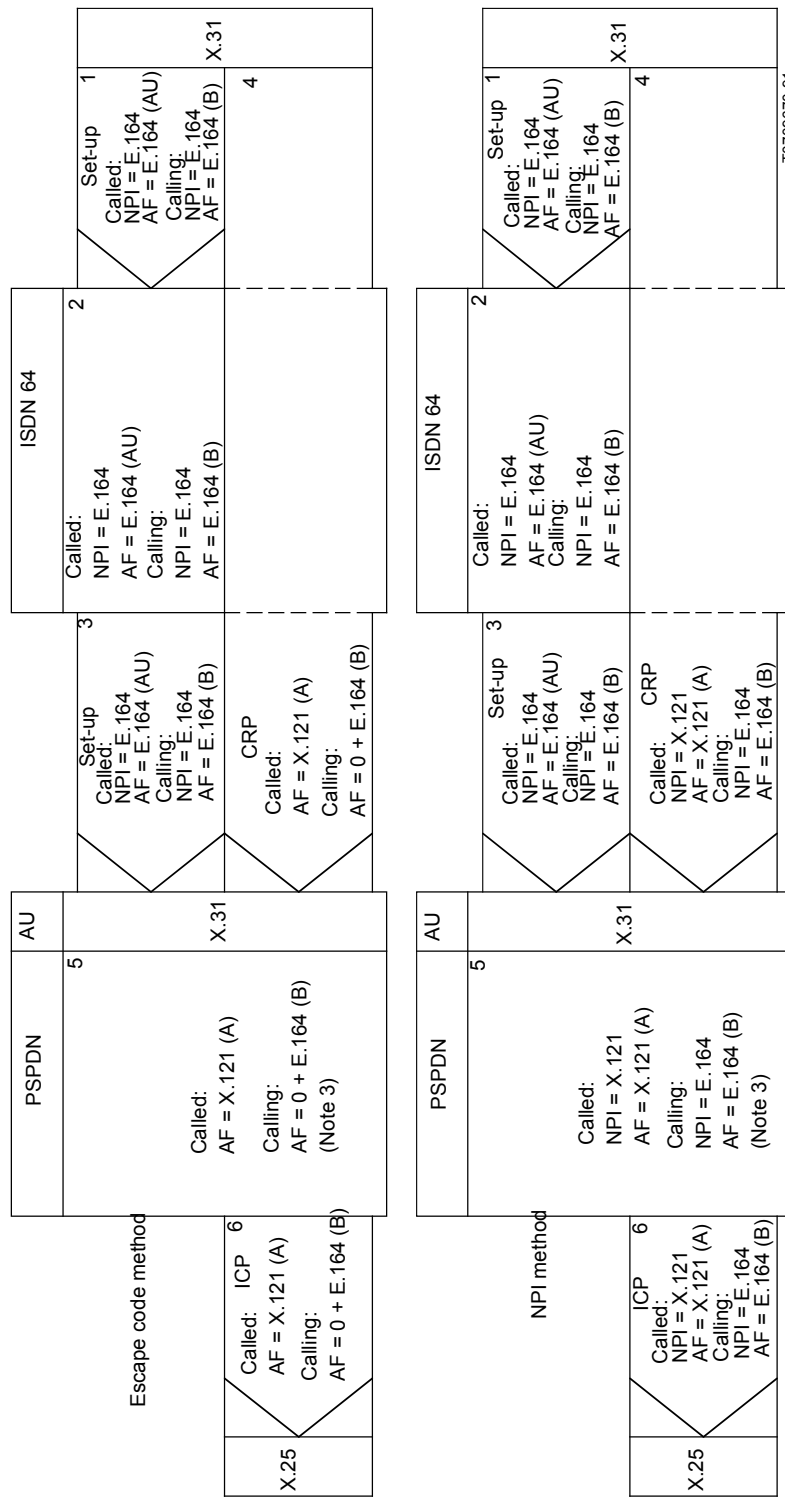 PSPDN
AU
ISDN 64
Escape code method
5
Called:
AF = X.121 (A)
Calling:
AF = 0 + E.164 (B)
(Note 3)
X.31
Set-up
3
Called:
NPI = E.164
AF = E.164 (AU)
Calling:
NPI = E.164
AF = E.164 (B)
Called:
2
NPI = E.164
AF = E.164 (AU)
Calling:
NPI = E.164
AF = E.164 (B)
Set-up
1
Called:
NPI = E.164
AF = E.164 (AU)
Calling:
NPI = E.164
AF = E.164 (B)
X.31
X.25
ICP
6
Called:
AF = X.121 (A)
Calling:
AF = 0 + E.164 (B)
CRP
Called:
AF = X.121 (A)
Calling:
AF = 0 + E.164 (B)
4
PSPDN
AU
ISDN 64
NPI method
5
Called:
NPI = X.121
AF = X.121 (A)
Calling:
NPI = E.164
AF = E.164 (B)
(Note 3)
X.31
Set-up
3
Called:
NPI = E.164
AF = E.164 (AU)
Calling:
NPI = E.164
AF = E.164 (B)
Called:
2
NPI = E.164
AF = E.164 (AU)
Calling:
NPI = E.164
AF = E.164 (B)
Set-up
1
Called:
NPI = E.164
AF = E.164 (AU)
Calling:
NPI = E.164
AF = E.164 (B)
X.31
X.25
ICP
6
Called:
NPI = X.121
AF = X.121 (A)
Calling:
NPI = E.164
AF = E.164 (B)
CRP
Called:
NPI = X.121
AF = X.121 (A)
Calling:
NPI = E.164
AF = E.164 (B)
4